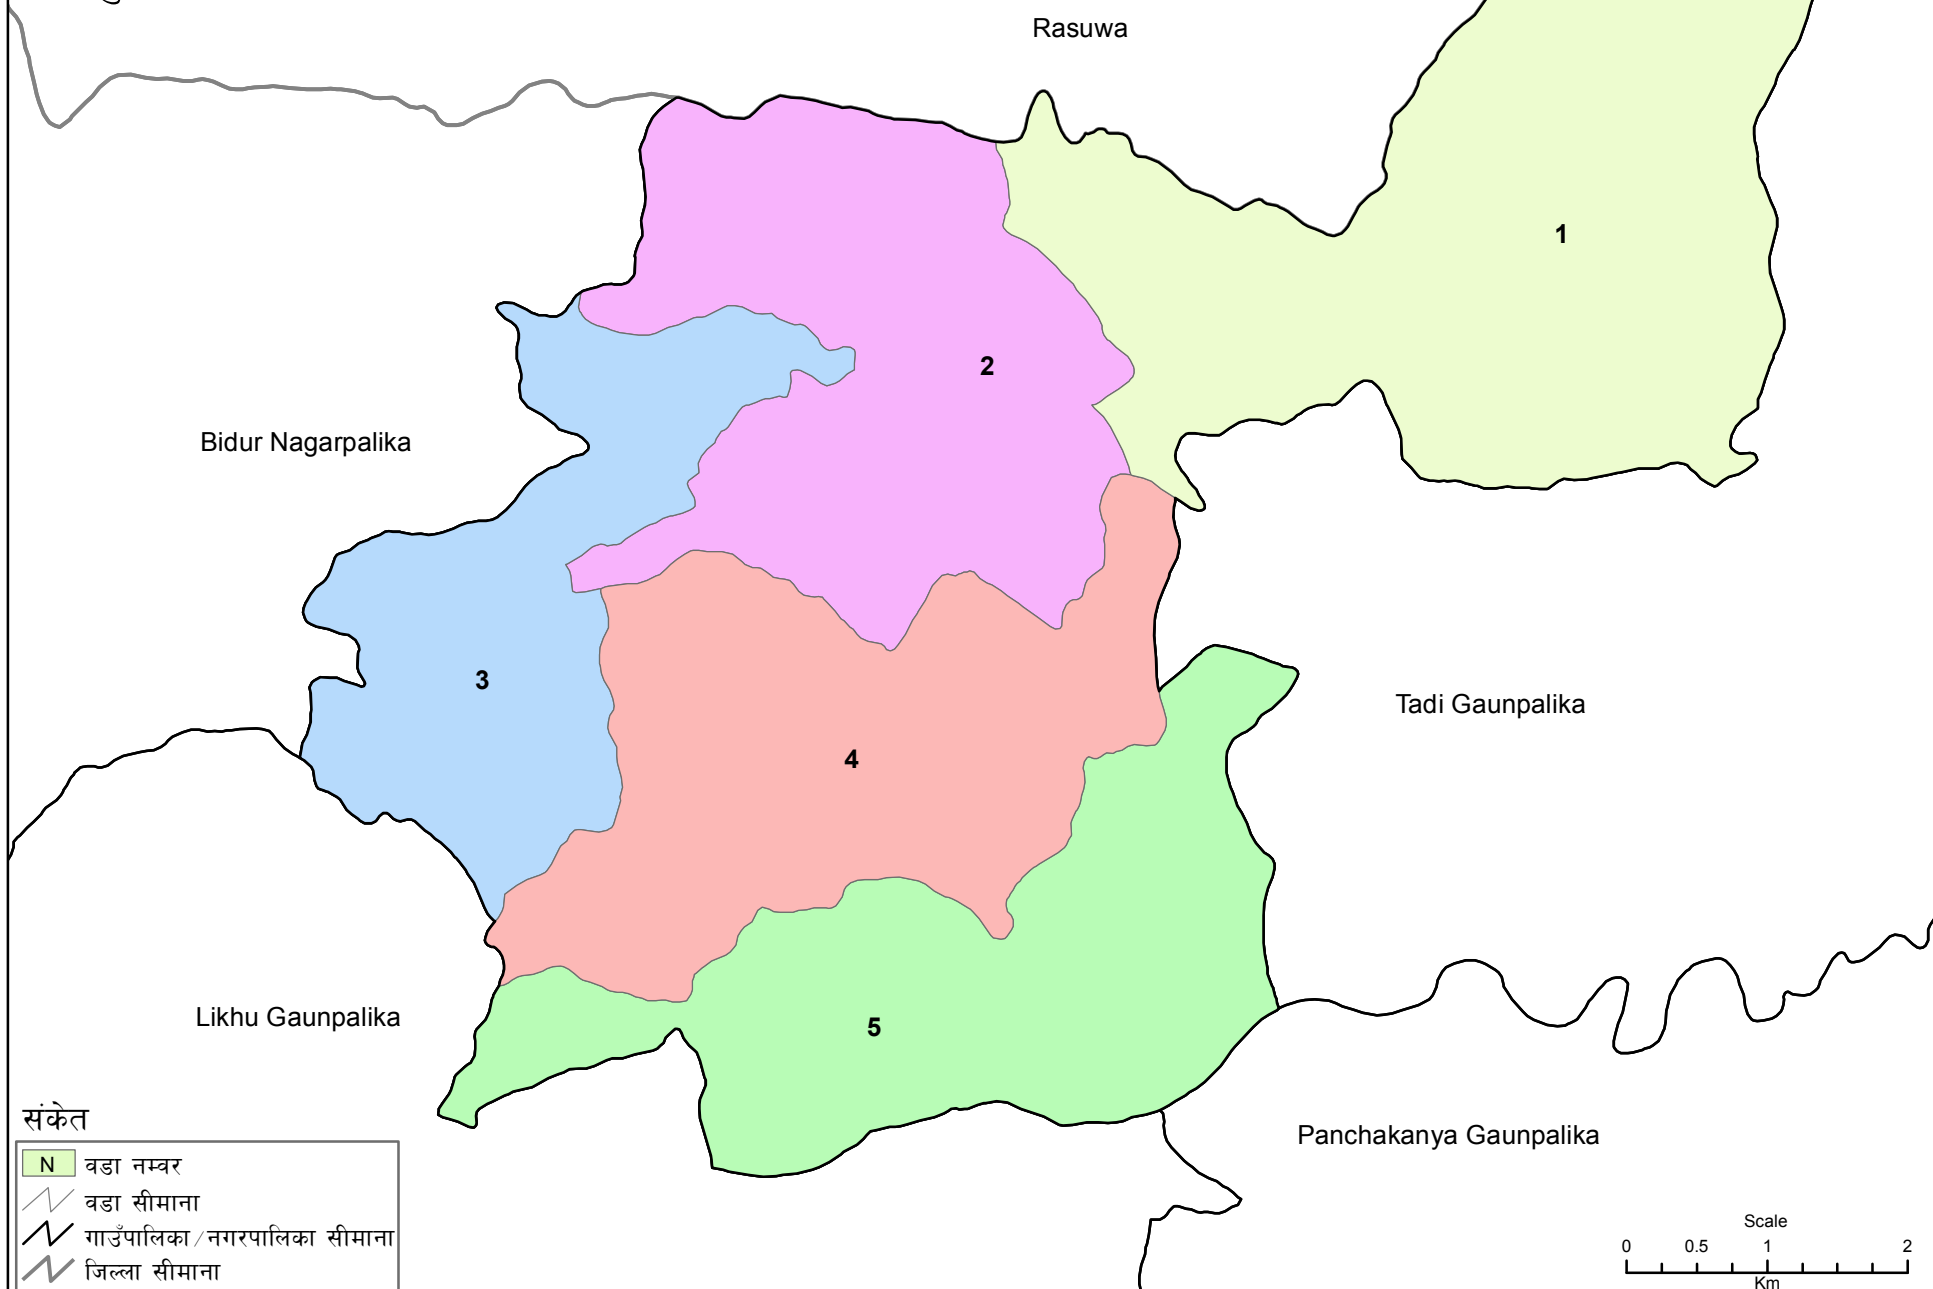 Rasuwa
1
2
Bidur Nagarpalika
3
Tadi Gaunpalika
4
Likhu Gaunpalika
5
Panchakanya Gaunpalika
संकेत
N वडा नम्वर
वडा सीमाना
गाउँपालिका/नगरपालिका सीमाना
जिल्ला सीमाना
Scale
0 0.5 1 2
Km